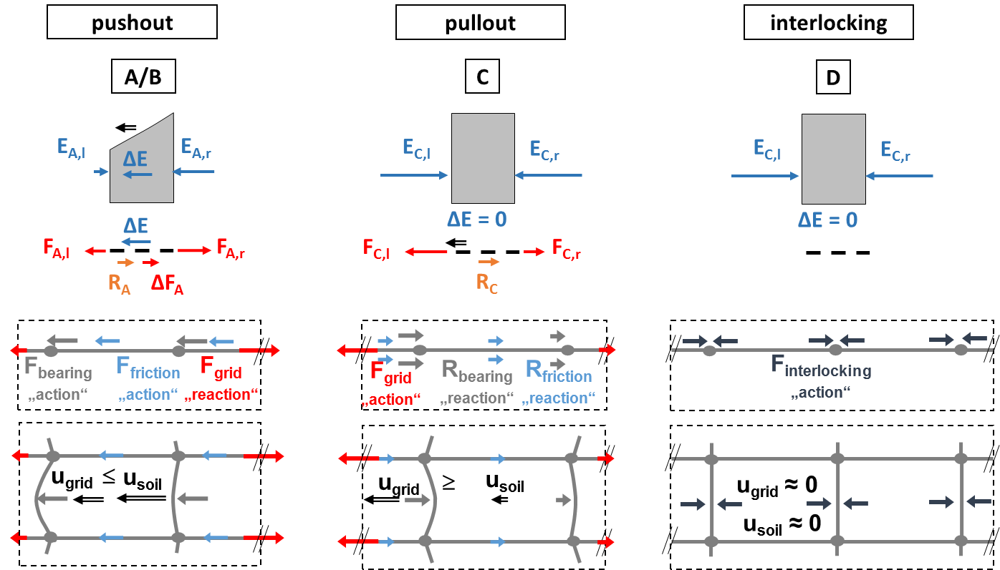 pushout
pullout
interlocking
A/B
C
D
E_A,l
ΔE
E_A,r
E_C,l
E_C,r
E_C,l
E_C,r
ΔE
ΔE = 0
ΔE = 0
F_A,l
F_A,r
R_A
ΔF_A
F_C,l
F_C,r
R_C
F_bearing
„action“
F_friction
„action“
F_grid
„reaction“
F_grid
„action“
R_bearing
„reaction“
R_friction
„reaction“
F_interlocking
„action“
u_grid ≤ u_soil
u_grid ≥ u_soil
u_grid ≈ 0
u_soil ≈ 0